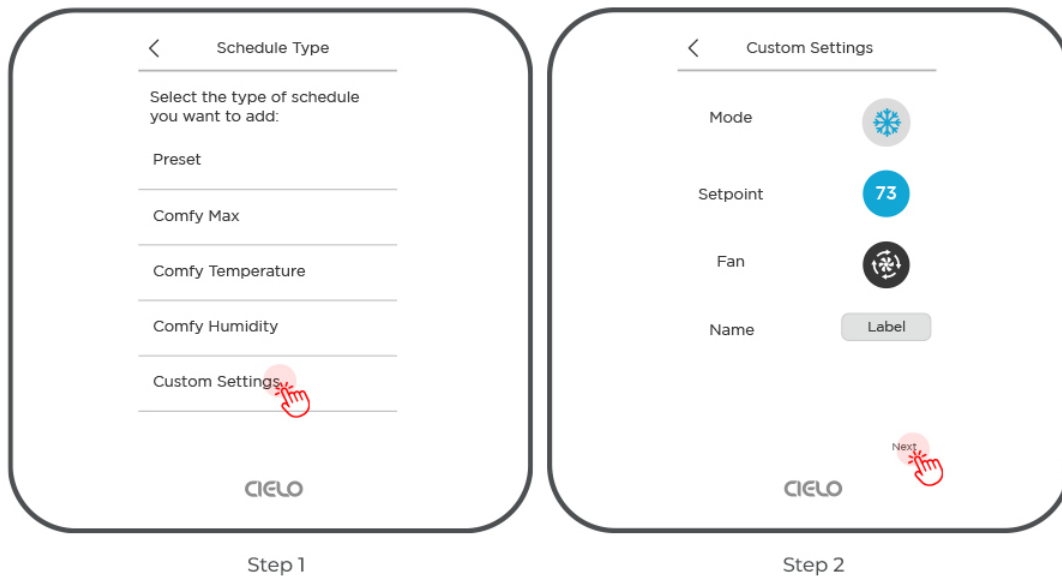 Schedule Type
Select the type of schedule
you want to add:
Preset
Comfy Max
Comfy Temperature
Comfy Humidity
Custom Settings
CIELO
Step 1
Custom Settings
Mode
Setpoint 73
Fan
Name Label
Next
CIELO
Step 2